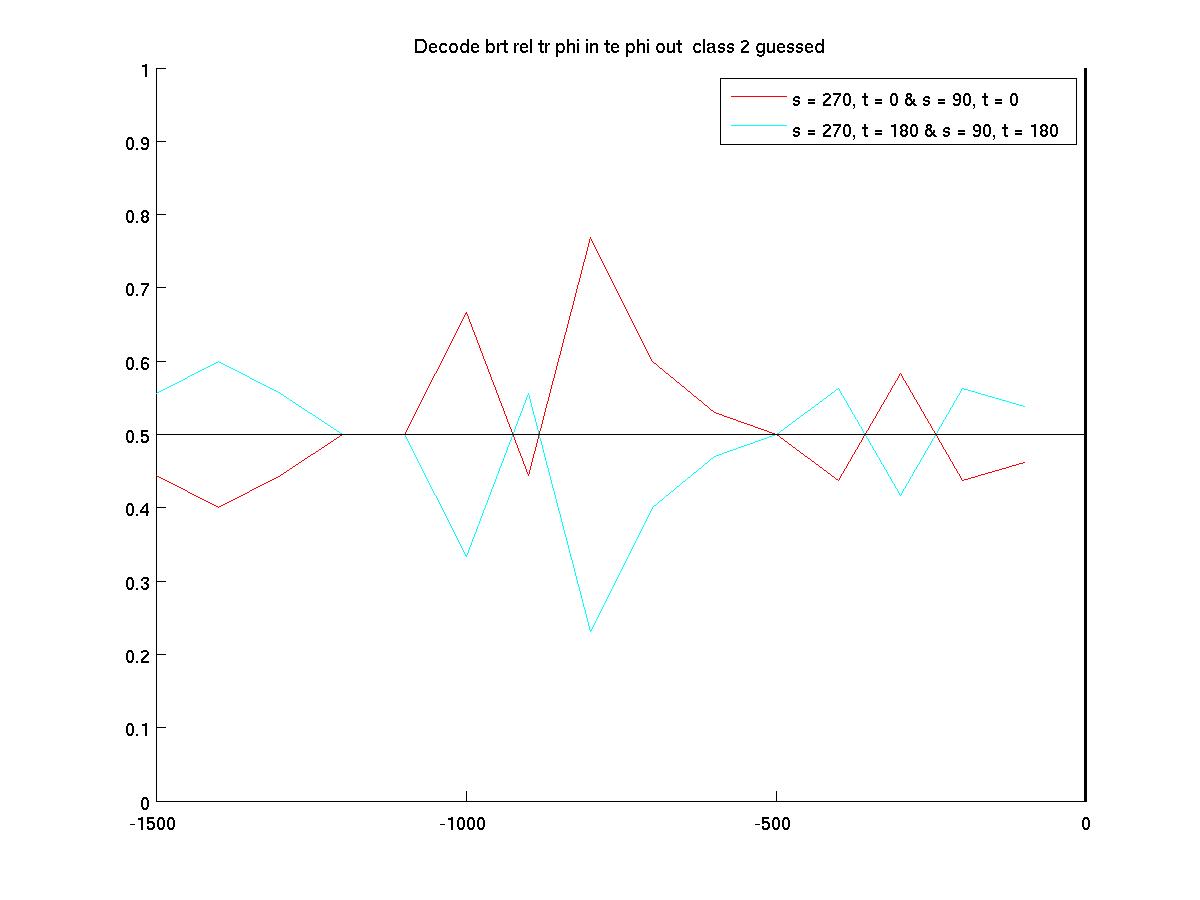 Decode brt rel tr phi in te phi out  class 2 guessed
s = 270, t = 0 & s = 90, t = 0
s = 270, t = 180 & s = 90, t = 180
1
0.9
0.8
0.7
0.6
0.5
0.4
0.3
0.2
0.1
0
-1500 -1000 -500 0